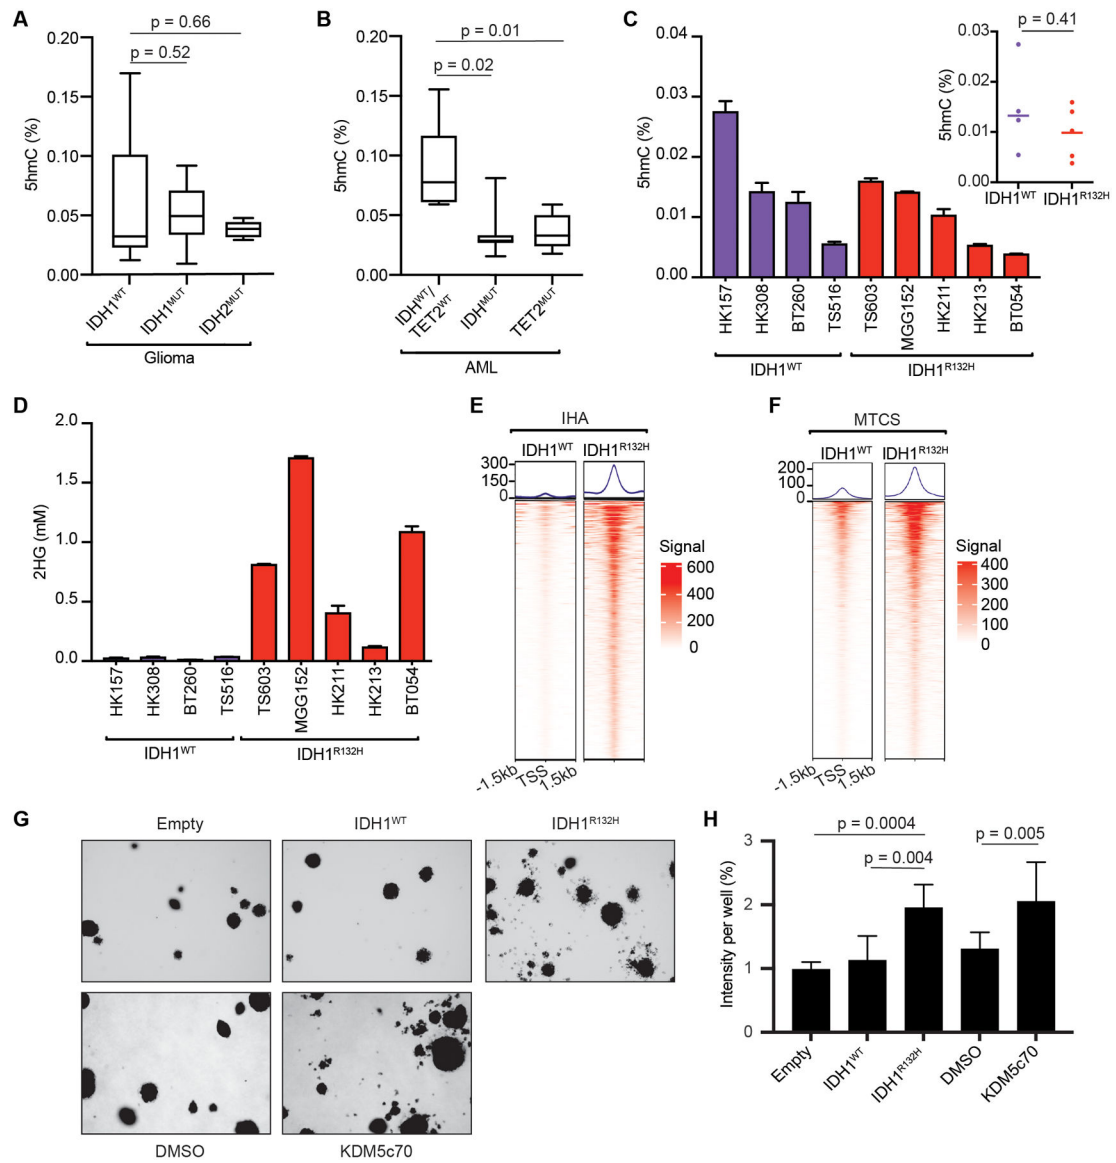 A
p = 0.66
p = 0.52
0.20
0.15
0.10
0.05
0.00
5hmC (%)
IDH1WT
IDH1MUT
IDH2MUT
Glioma
B
p = 0.01
p = 0.02
0.20
0.15
0.10
0.05
0.00
5hmC (%)
IDHWT/
TET2WT
IDHMUT
TET2MUT
AML
C
0.04
0.03
0.02
0.01
0.00
5hmC (%)
HK157
HK308
BT260
TS516
TS603
MGG152
HK211
HK213
BT054
IDH1WT
IDH1R132H
p = 0.41
0.03
0.02
0.01
0.00
5hmC (%)
IDH1WT
IDH1R132H
D
2.0
1.5
1.0
0.5
0.0
2HG (mM)
HK157
HK308
BT260
TS516
TS603
MGG152
HK211
HK213
BT054
IDH1WT
IDH1R132H
E
IHA
IDH1WT
IDH1R132H
300
150
0
Signal
600
400
200
0
-1.5kb
TSS
1.5kb
F
MTCS
IDH1WT
IDH1R132H
200
100
0
Signal
400
300
200
100
0
-1.5kb
TSS
1.5kb
G
Empty
IDH1WT
IDH1R132H
DMSO
KDM5c70
H
p = 0.0004
p = 0.005
p = 0.004
3
2
1
0
Intensity per well (%)
Empty
IDH1WT
IDH1R132H
DMSO
KDM5c70